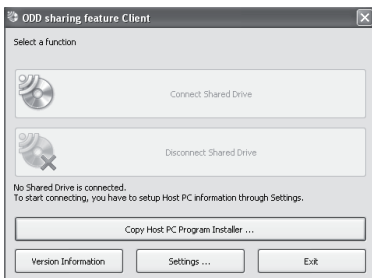 ODD sharing feature Client
Select a function
Connect Shared Drive
Disconnect Shared Drive
No Shared Drive is connected.
To start connecting, you have to setup Host PC information through Settings.
Copy Host PC Program Installer ...
Version Information
Settings ...
Exit